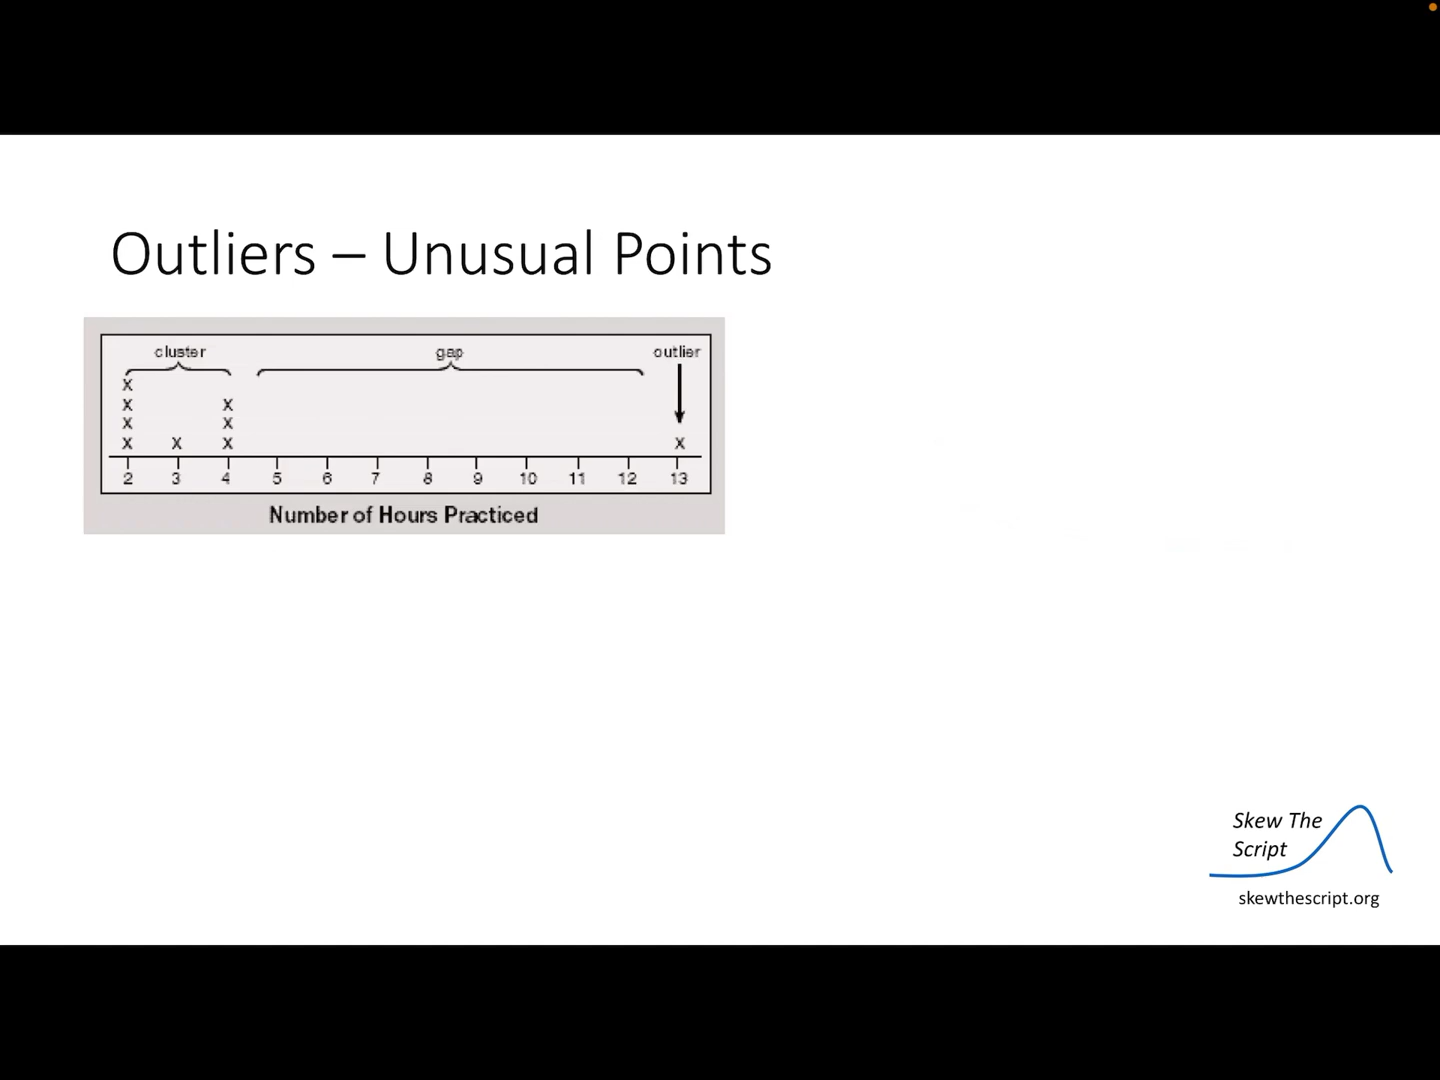 Outliers – Unusual Points
cluster gap outlier
X
X X
X X
X X X X
2 3 4 5 6 7 8 9 10 11 12 13
Number of Hours Practiced
Skew The
Script
skewthescript.org